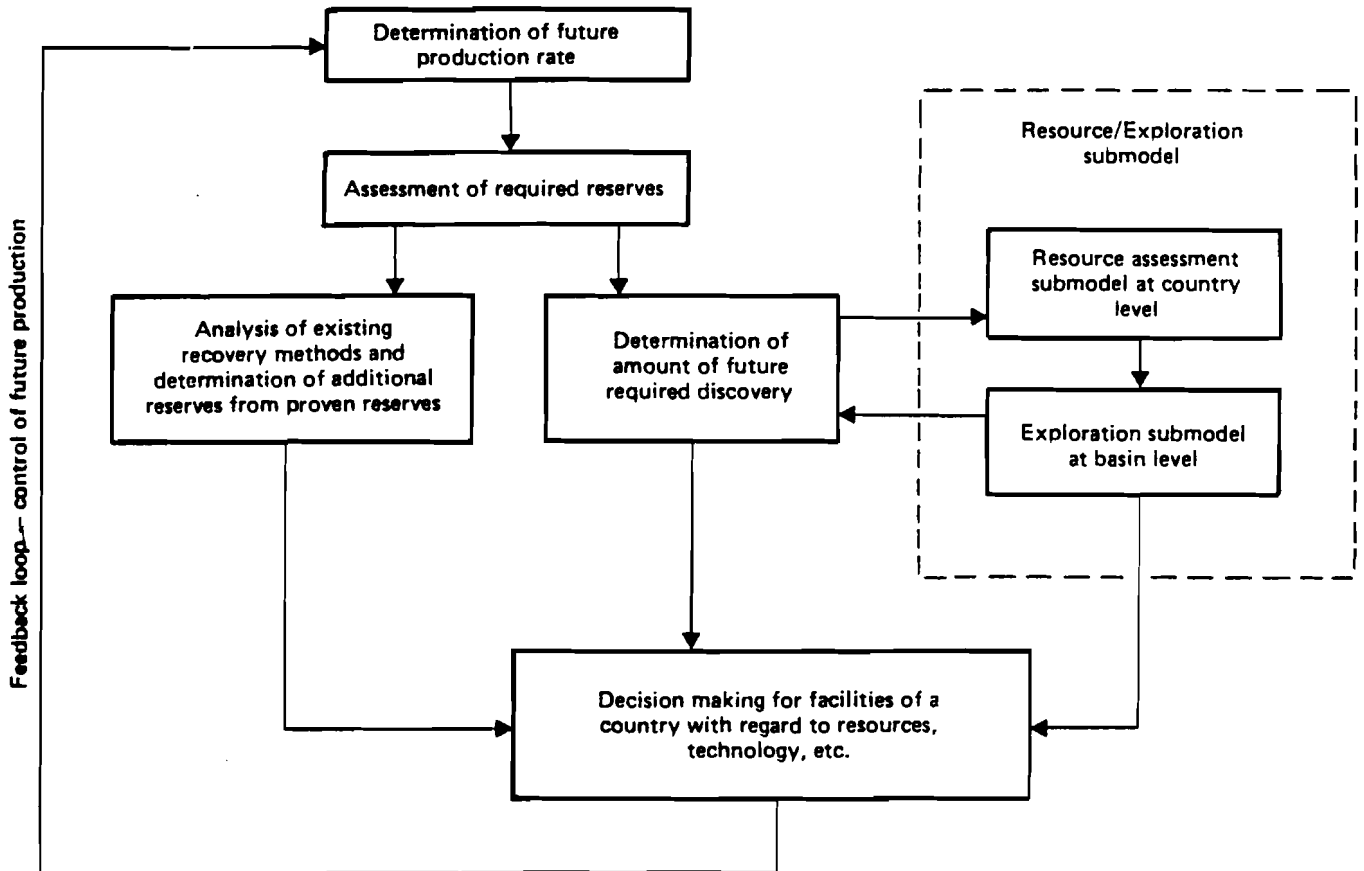 Determination of future
production rate
Assessment of required reserves
Resource/Exploration
submodel
Resource assessment
submodel at country
level
Analysis of existing
recovery methods and
determination of additional
reserves from proven reserves
Determination of
amount of future
required discovery
Exploration submodel
at basin level
Decision making for facilities of a
country with regard to resources,
technology, etc.
Feedback loop — control of future production